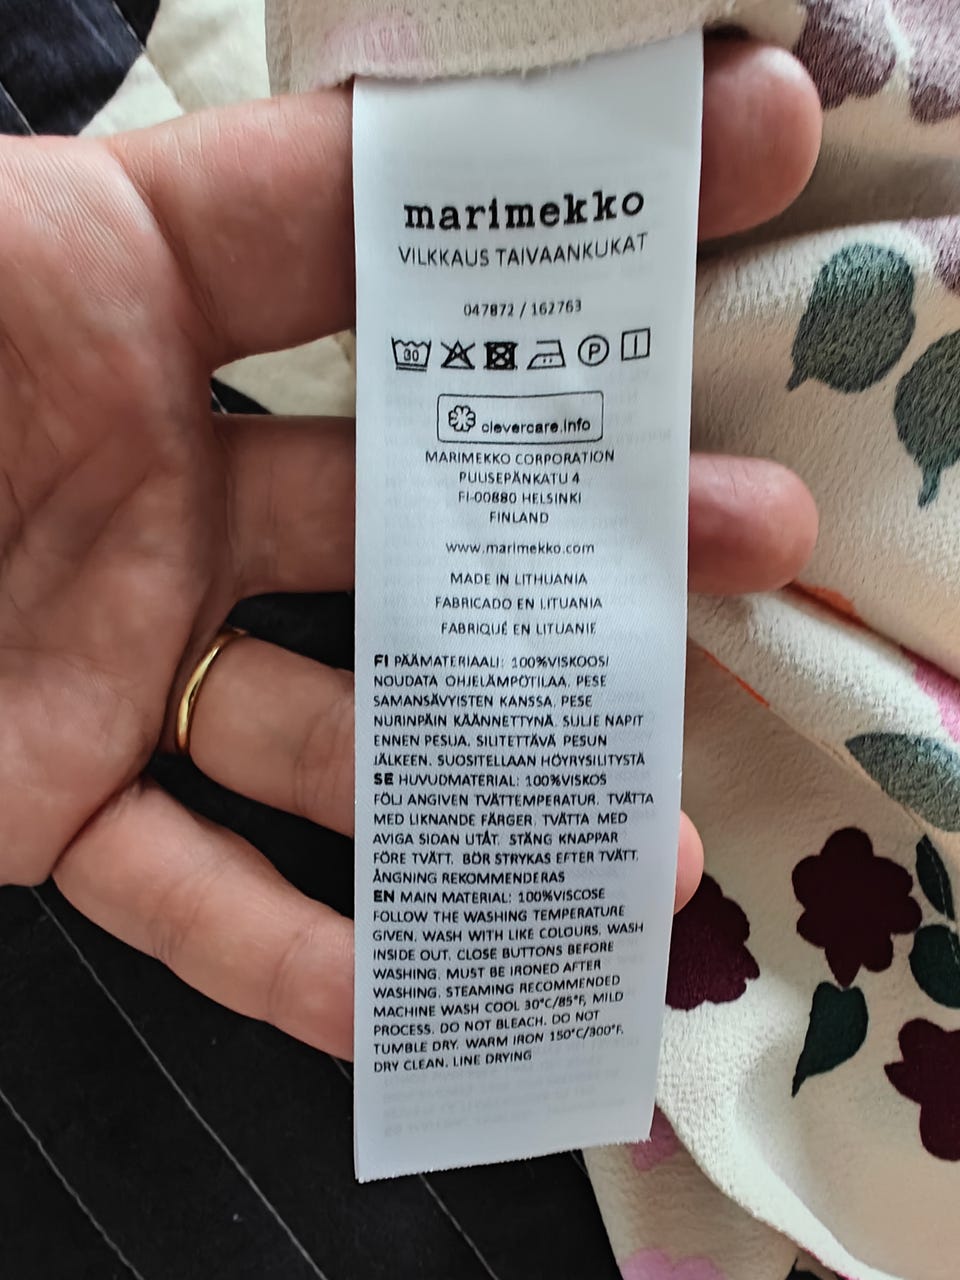 marimekko
VILKKAUS TAIVAANKUKAT
047872 / 162763
30 P
clevercare.info
MARIMEKKO CORPORATION
PUUSEPÄNKATU 4
FI-00880 HELSINKI
FINLAND
www.marimekko.com
MADE IN LITHUANIA
FABRICADO EN LITUANIA
FABRIQUÉ EN LITUANIE
FI PÄÄMATERIAALI: 100%VISKOOSI
NOUDATA OHJELÄMPÖTILAA. PESE
SAMANSÄVYISTEN KANSSA. PESE
NURINPÄIN KÄÄNNETTYNÄ. SULJE NAPIT
ENNEN PESUA. SILITETTÄVÄ PESUN
JÄLKEEN. SUOSITELLAAN HÖYRYSILITYSTÄ
SE HUVUDMATERIAL: 100%VISKOS
FÖLJ ANGIVEN TVÄTTEMPERATUR. TVÄTTA
MED LIKNANDE FÄRGER. TVÄTTA MED
AVIGA SIDAN UTÅT. STÄNG KNAPPAR
FÖRE TVÄTT. BÖR STRYKAS EFTER TVÄTT.
ÅNGNING REKOMMENDERAS
EN MAIN MATERIAL: 100%VISCOSE
FOLLOW THE WASHING TEMPERATURE
GIVEN. WASH WITH LIKE COLOURS. WASH
INSIDE OUT. CLOSE BUTTONS BEFORE
WASHING. MUST BE IRONED AFTER
WASHING. STEAMING RECOMMENDED
MACHINE WASH COOL 30°C/85°F, MILD
PROCESS. DO NOT BLEACH. DO NOT
TUMBLE DRY. WARM IRON 150°C/300°F.
DRY CLEAN. LINE DRYING